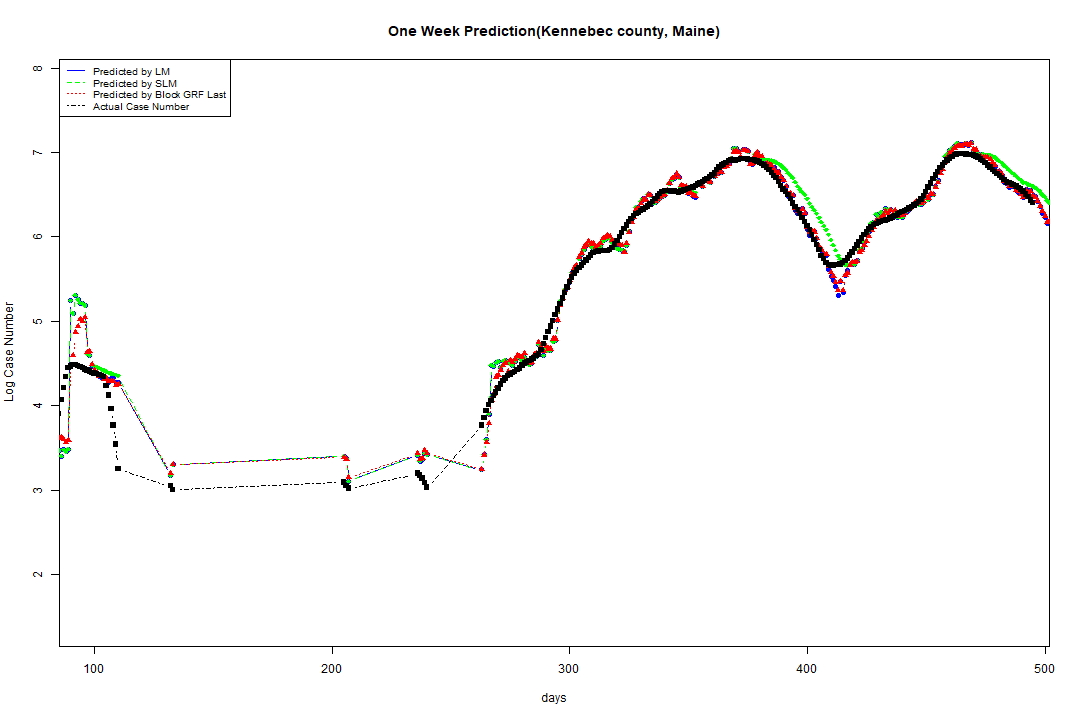 One Week Prediction(Kennebec county, Maine)
Predicted by LM
Predicted by SLM
Predicted by Block GRF Last
Actual Case Number
8
7
6
5
4
3
2
Log Case Number
100 200 300 400 500
days